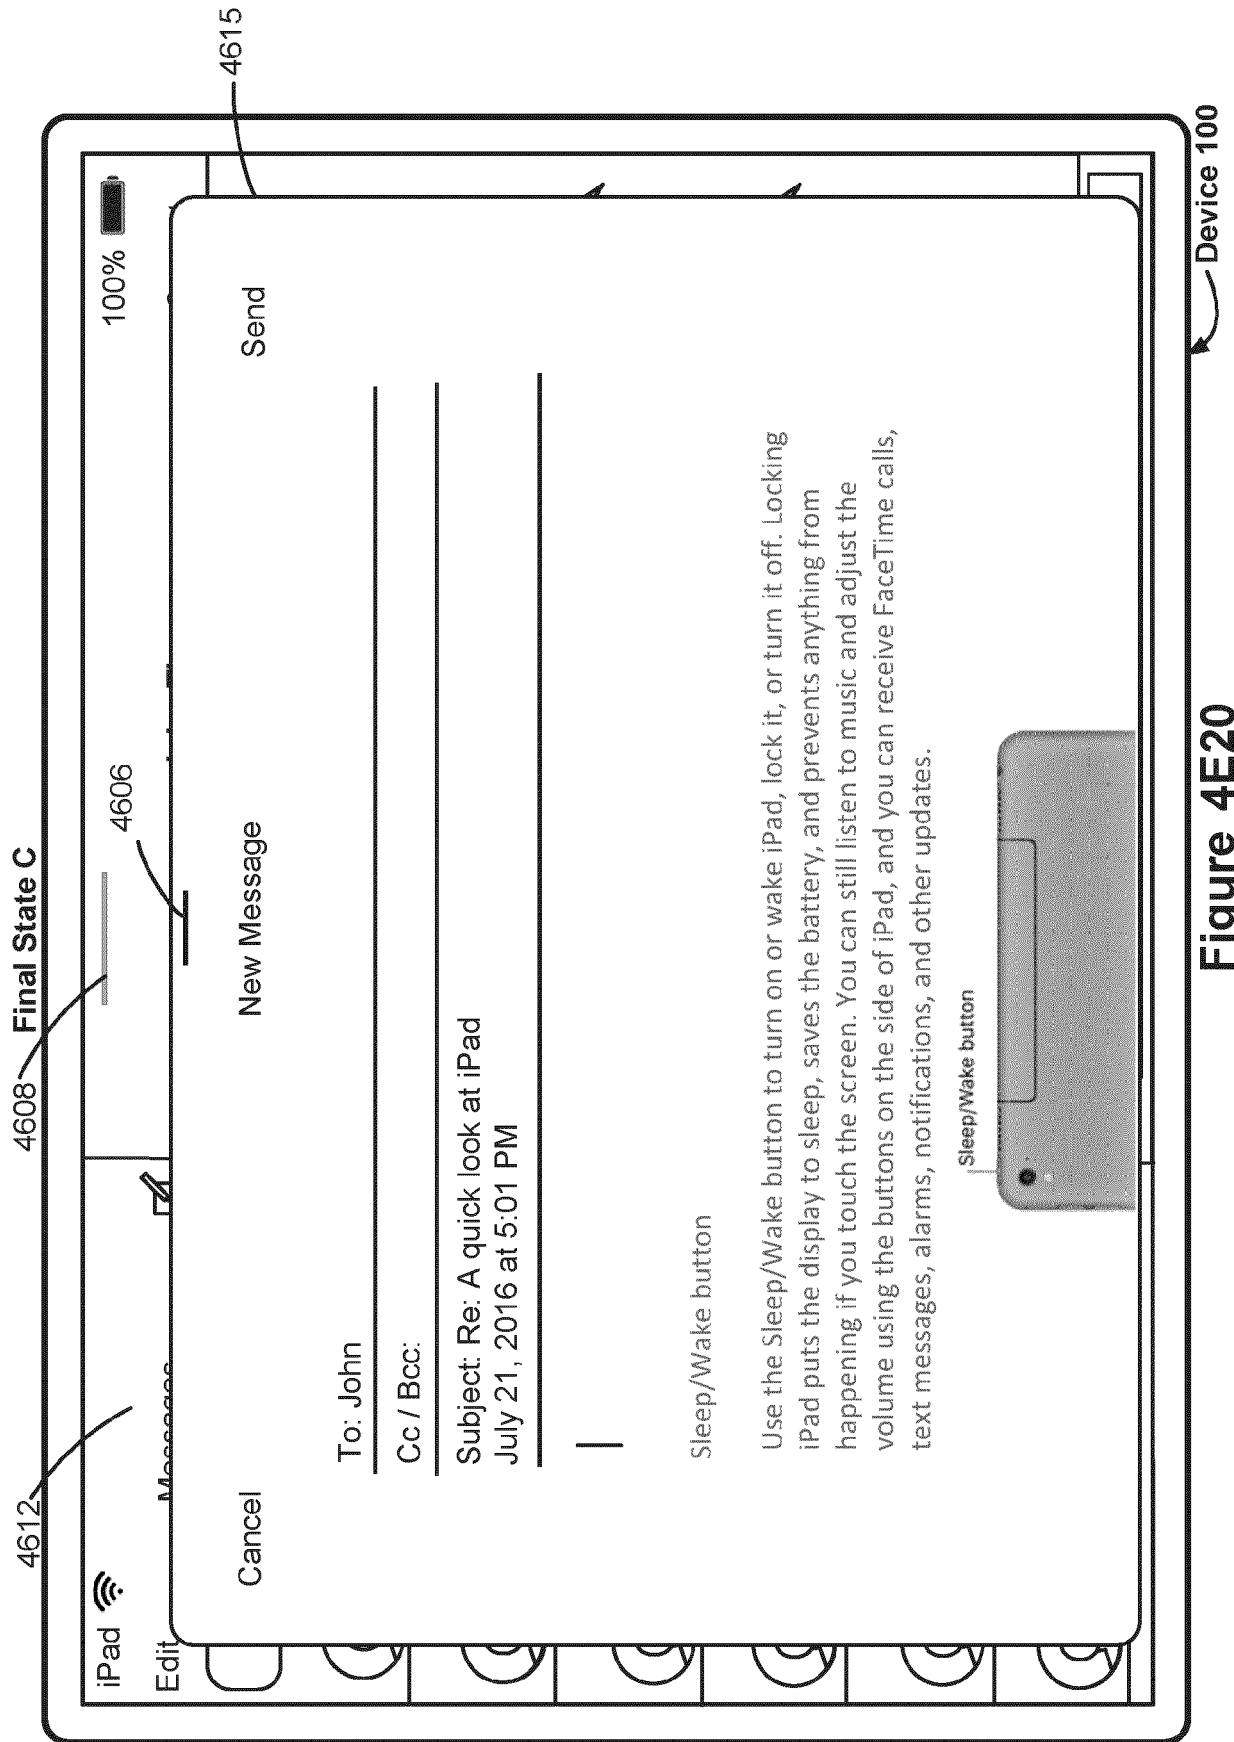 4608 Final State C
4612
4606
4615
iPad 100%
Edit Messages
Cancel New Message Send
To: John
Cc / Bcc:
Subject: Re: A quick look at iPad
July 21, 2016 at 5:01 PM
Sleep/Wake button
Use the Sleep/Wake button to turn on or wake iPad, lock it, or turn it off. Locking
iPad puts the display to sleep, saves the battery, and prevents anything from
happening if you touch the screen. You can still listen to music and adjust the
volume using the buttons on the side of iPad, and you can receive FaceTime calls,
text messages, alarms, notifications, and other updates.
Sleep/Wake button
Device 100
Figure 4E20